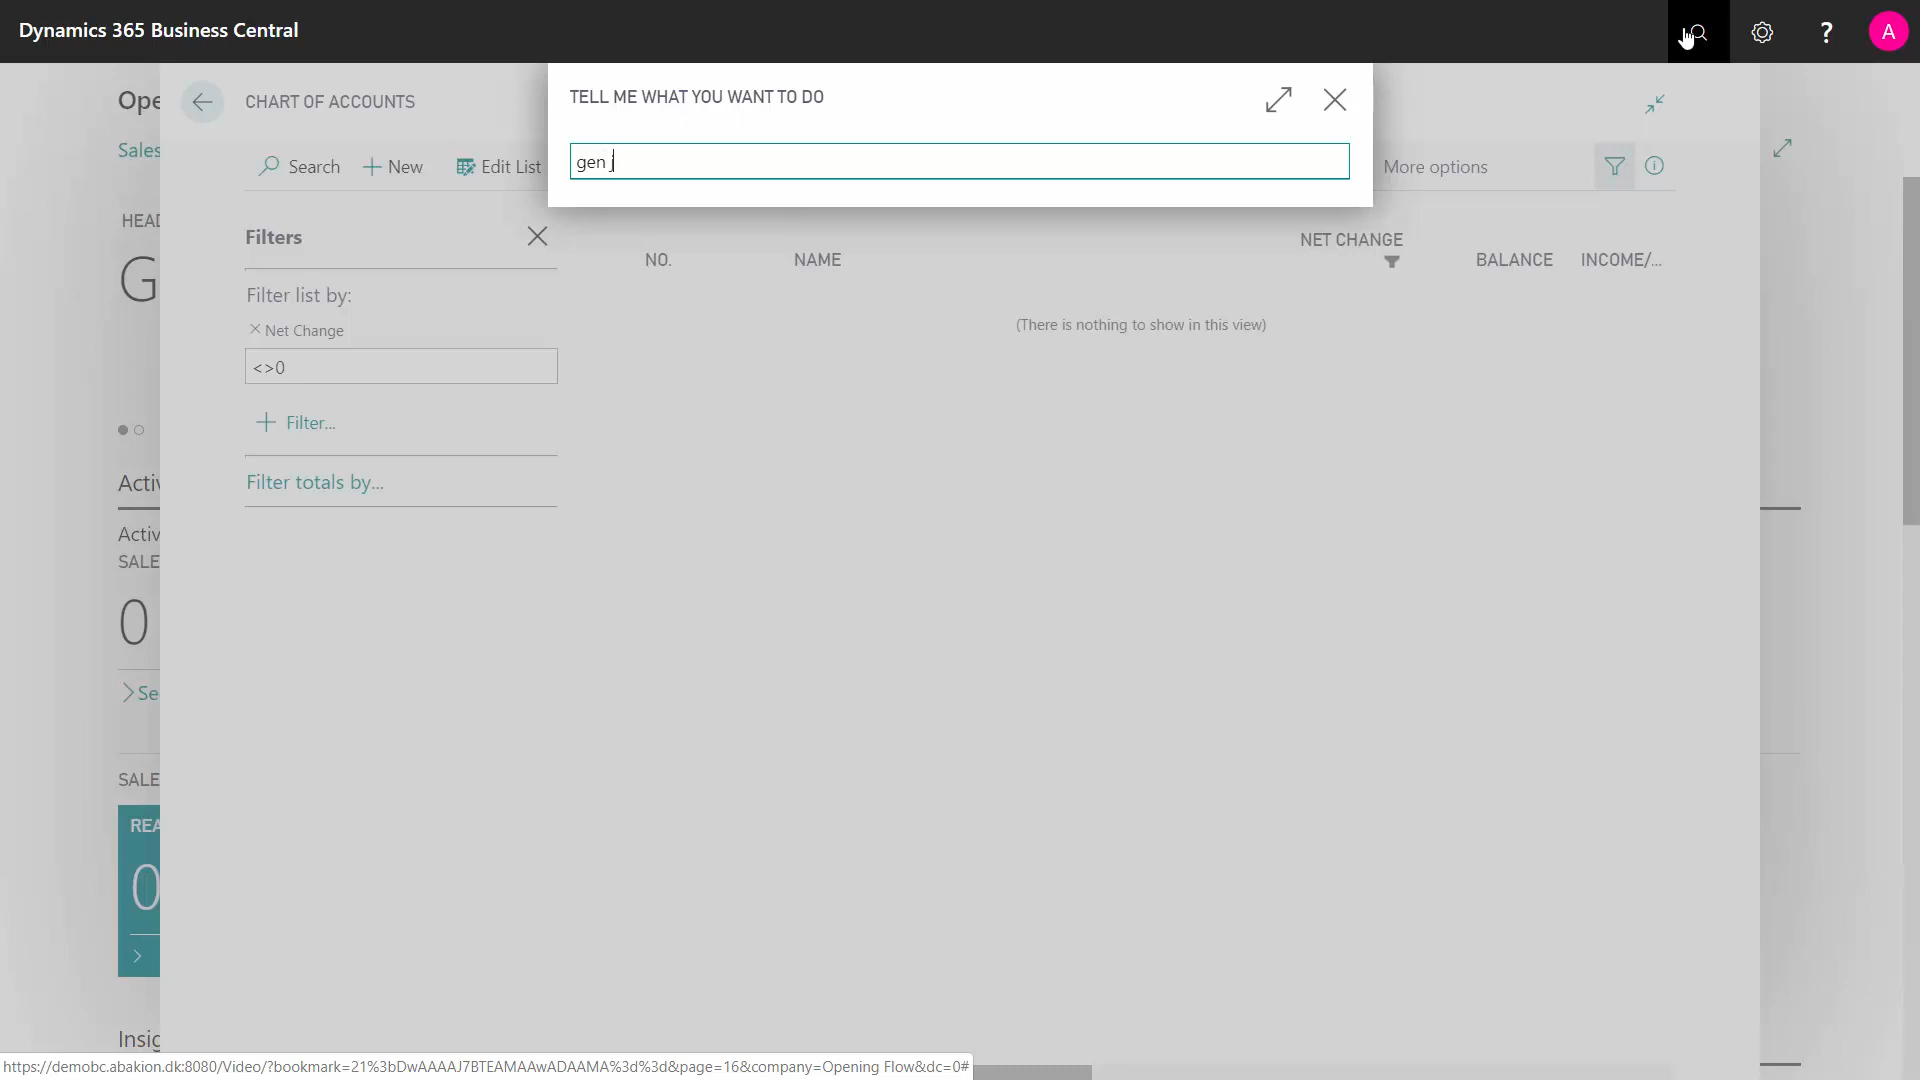 Dynamics 365 Business Central
?
A
TELL ME WHAT YOU WANT TO DO
gen j
Ope
CHART OF ACCOUNTS
Sales
Search
New
Edit List
More options
HEAD
G
Filters
Filter list by:
Net Change
<>0
Filter...
Filter totals by...
NO.
NAME
NET CHANGE
BALANCE
INCOME/...
(There is nothing to show in this view)
Activ
Activ
SALE
0
Se
SALE
REA
0
Insig
https://demobc.abakion.dk:8080/Video/?bookmark=21%3bDwAAAAJ7BTEAMAAwADAAMA%3d%3d&page=16&company=Opening Flow&dc=0#